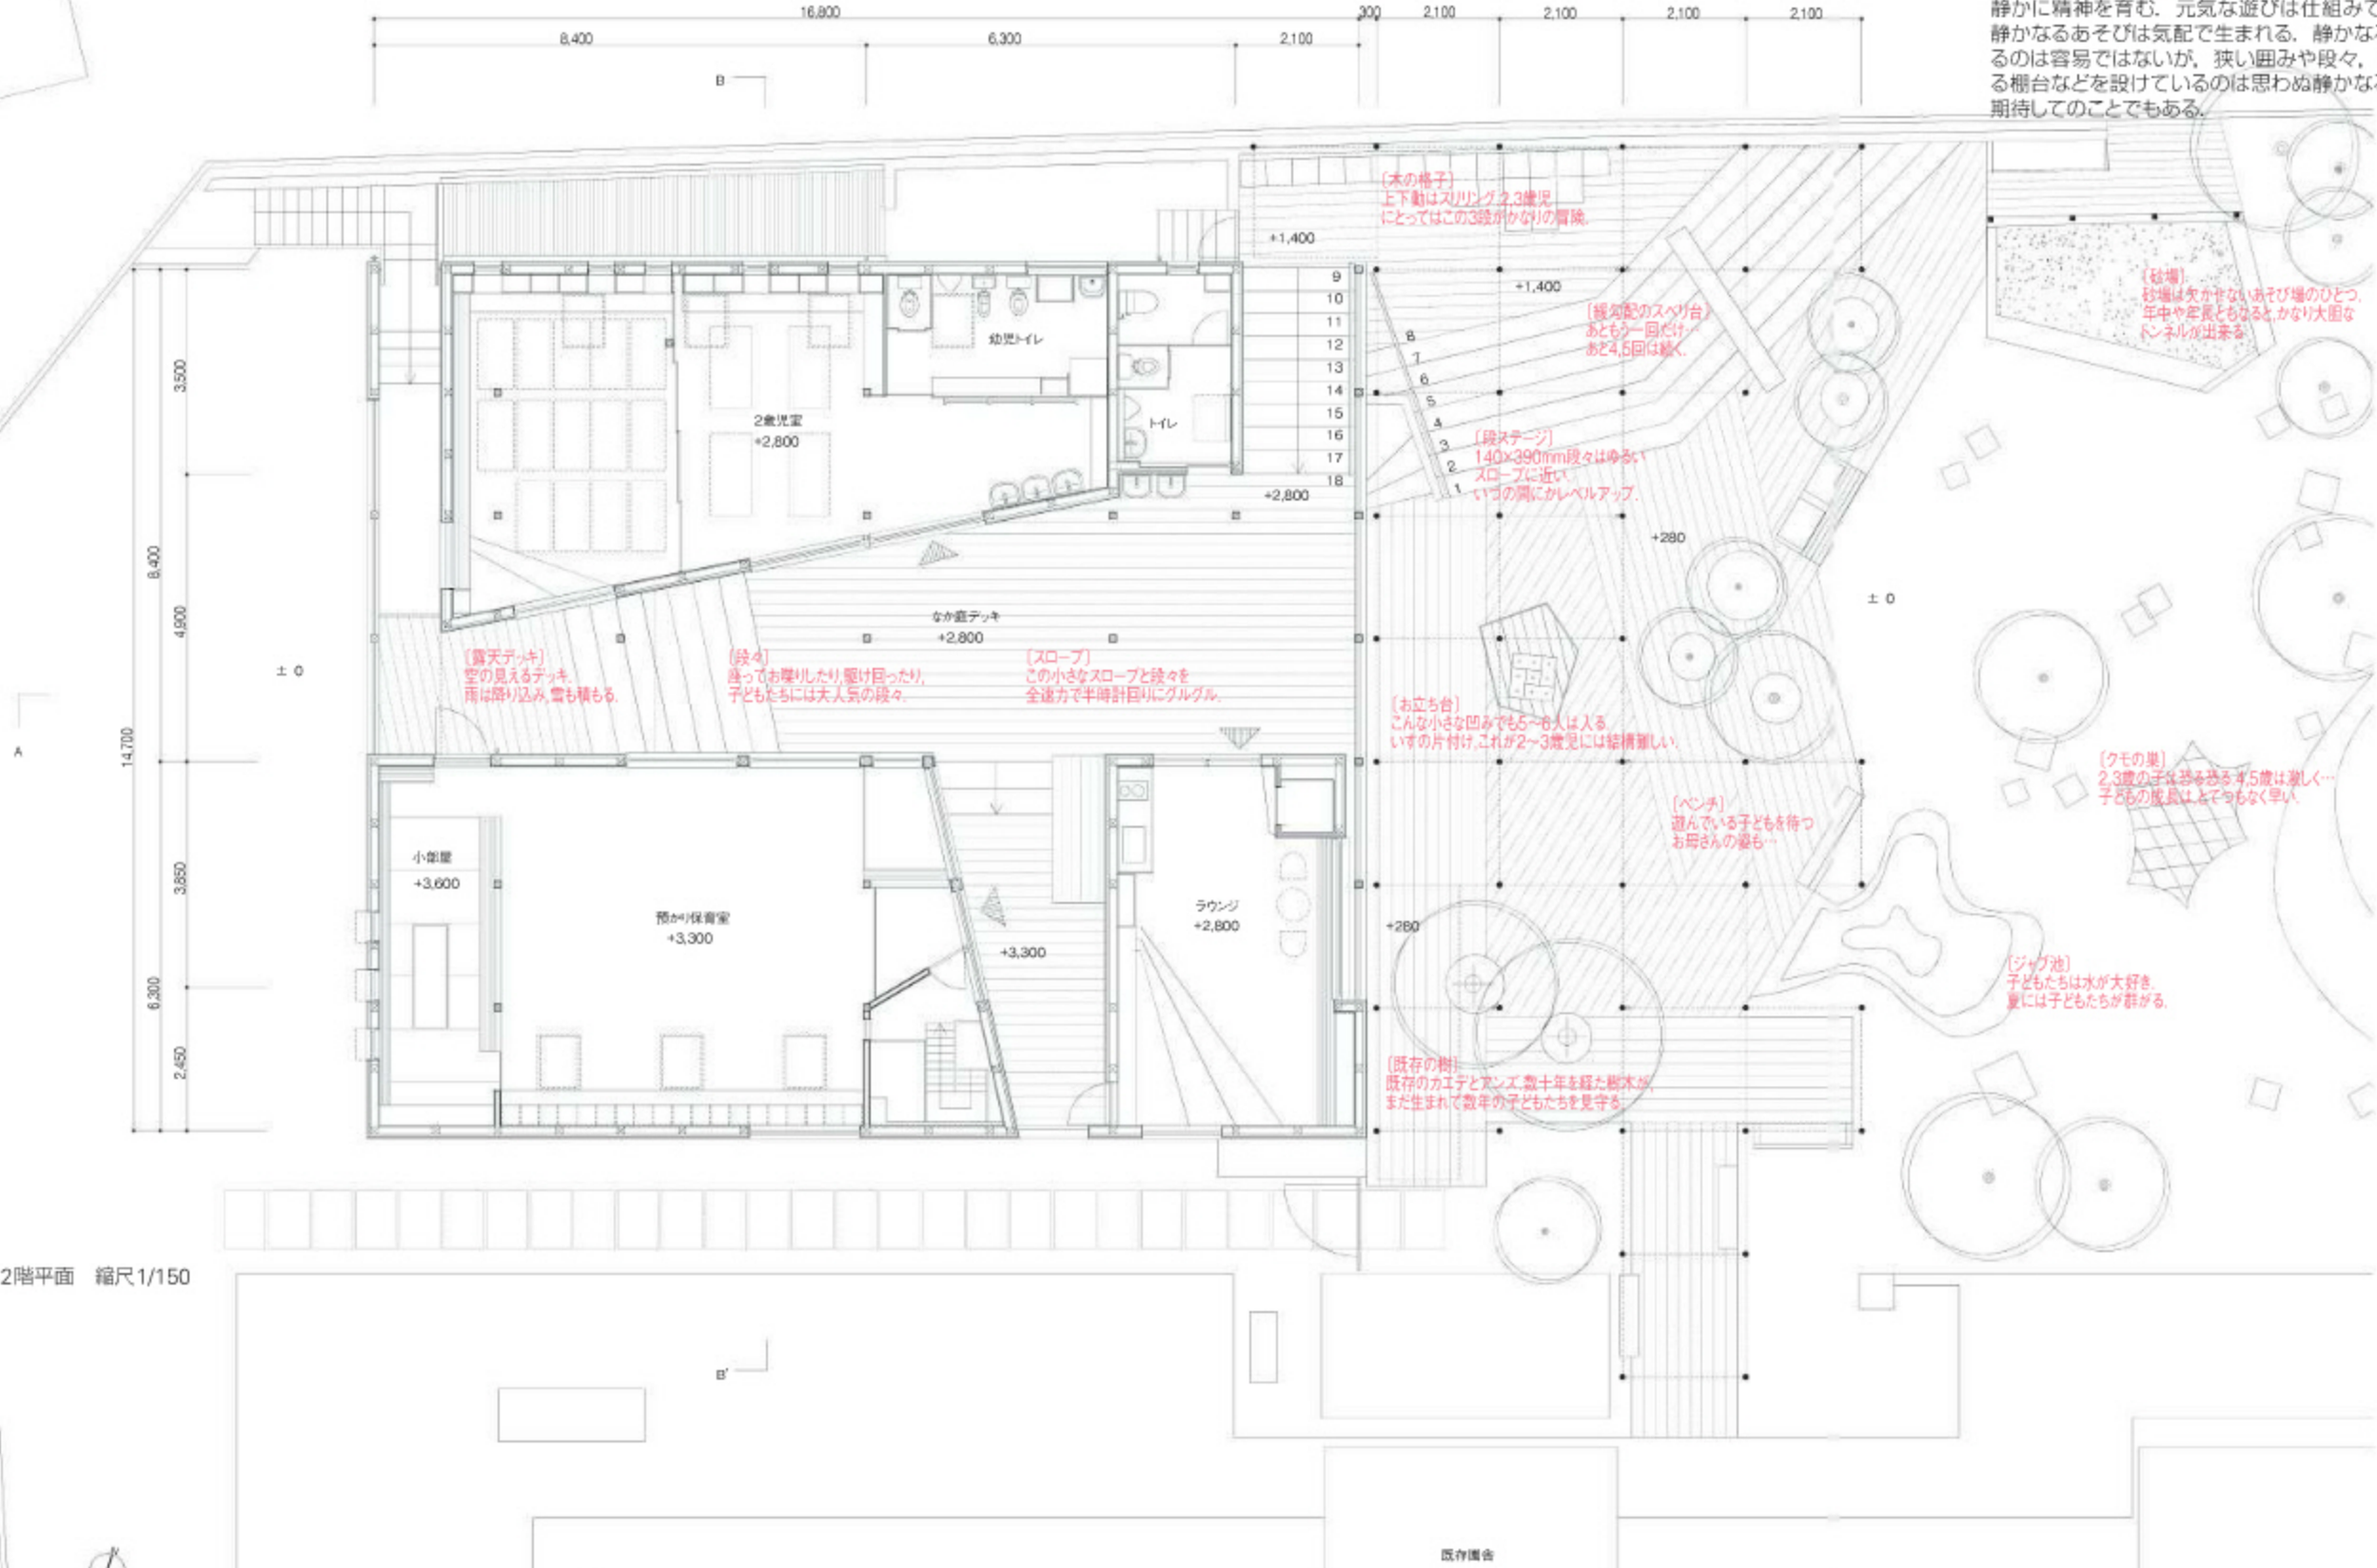 16,800
300
2,100
2,100
2,100
2,100
8,400
6,300
2,100
静かに精神を育む．元気な遊びは仕組みで
静かなるあそびは気配で生まれる．静かな
るのは容易ではないが，狭い囲みや段々，
る棚台などを設けているのは思わぬ静かな
期待してのことでもある．
B
〔木の格子〕
上下動はスリリング.2,3歳児
にとってはこの3段がかなりの冒険.
+1,400
+1,400
9
10
11
12
13
14
15
16
17
18
8
7
6
5
4
3
2
1
〔緩勾配のスベリ台〕
あともう一回だけ…
あと4,5回は続く.
〔砂場〕
砂場は欠かせないあそび場のひとつ.
年中や年長ともなると,かなり大胆な
トンネルが出来る.
幼児トイレ
トイレ
2歳児室
+2,800
〔段ステージ〕
140×390mm段々はゆるい
スロープに近い.
いつの間にかレベルアップ.
+2,800
+280
±0
3,500
8,400
4,900
14,700
3,850
6,300
2,450
±0
A
なか庭デッキ
+2,800
〔露天デッキ〕
空の見えるデッキ.
雨は降り込み,雪も積もる.
〔段々〕
座ってお喋りしたり,駆け回ったり,
子どもたちには大人気の段々.
〔スロープ〕
この小さなスロープと段々を
全速力で半時計回りにグルグル.
〔お立ち台〕
こんな小さな凹みでも5〜6人は入る.
いすの片付け,これが2〜3歳児には結構難しい.
〔クモの巣〕
2,3歳の子は恐る恐る.4,5歳は激しく…
子どもの成長は,とてつもなく早い.
〔ベンチ〕
遊んでいる子どもを待つ
お母さんの姿も…
小部屋
+3,600
預かり保育室
+3,300
+3,300
ラウンジ
+2,800
+280
〔ジャブ池〕
子どもたちは水が大好き.
夏には子どもたちが群がる.
〔既存の樹〕
既存のカエデとアンズ.数十年を経た樹木が,
まだ生まれて数年の子どもたちを見守る.
2階平面　縮尺1/150
B'
N
既存園舎